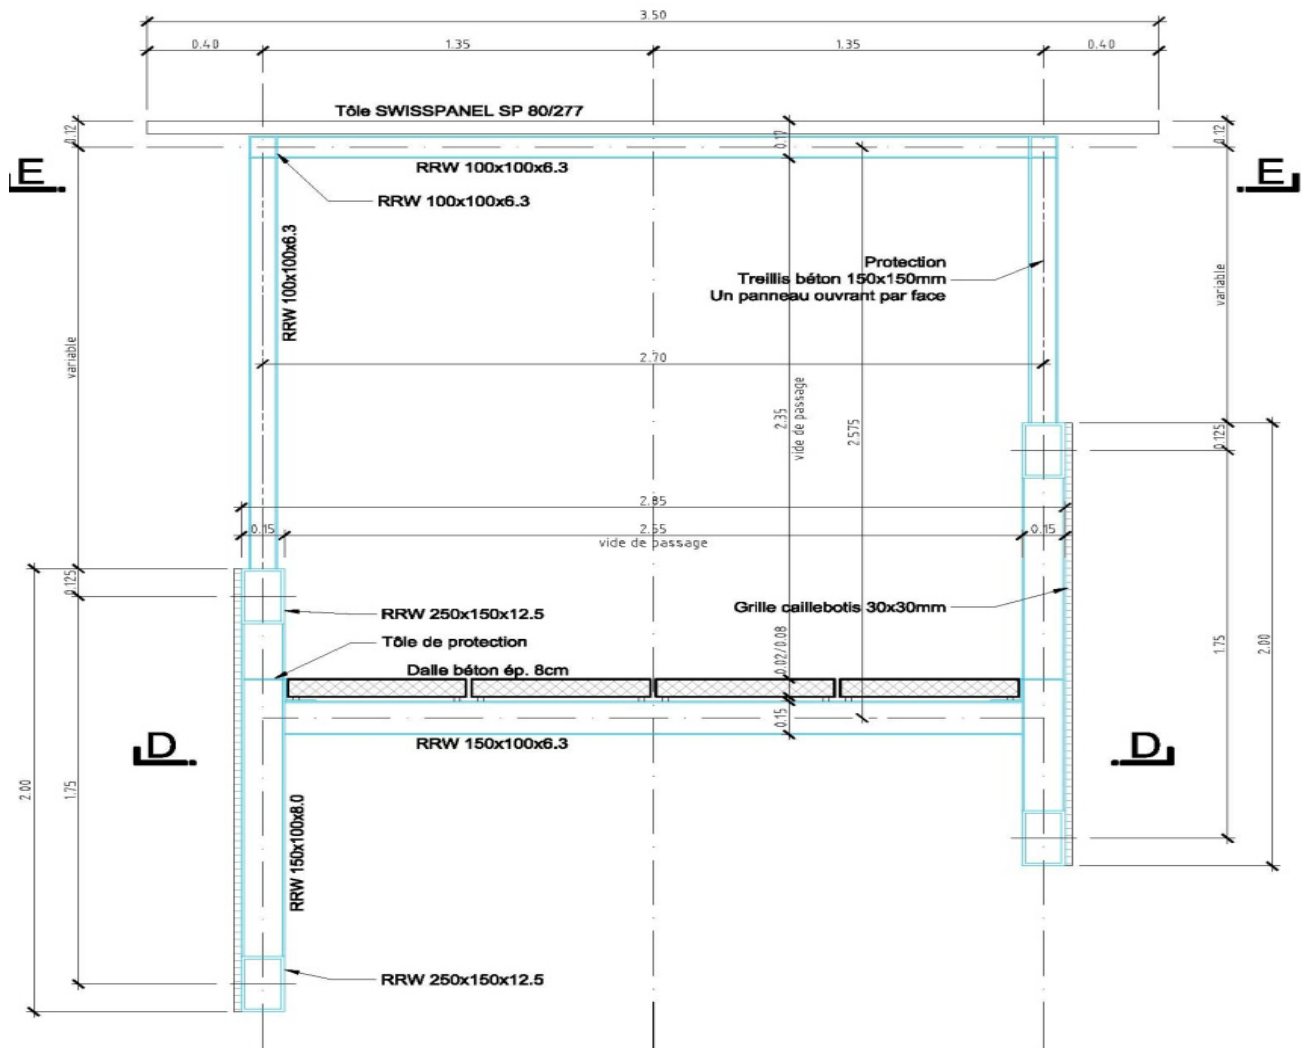 3.50
0.40
1.35
1.35
0.40
Tôle SWISSPANEL SP 80/277
0.12
0.17
0.12
E
E
RRW 100x100x6.3
RRW 100x100x6.3
RRW 100x100x6.3
Protection
Treillis béton 150x150mm
Un panneau ouvrant par face
variable
variable
2.70
2.35
vide de passage
2.575
0.125
2.85
0.15
2.55
0.15
vide de passage
0.125
RRW 250x150x12.5
Grille caillebotis 30x30mm
Tôle de protection
0.02/0.08
1.75
2.00
Dalle béton ép. 8cm
0.15
D
RRW 150x100x6.3
D
2.00
1.75
RRW 150x100x8.0
RRW 250x150x12.5